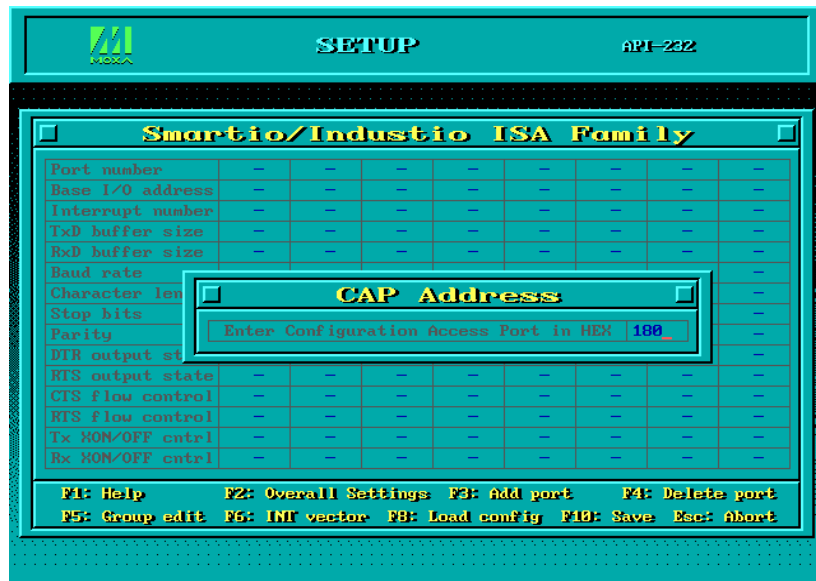 MOXA
SETUP
API-232
Smartio/Industio ISA Family
Port number - - - - - - - -
Base I/O address - - - - - - - -
Interrupt number - - - - - - - -
TxD buffer size - - - - - - - -
RxD buffer size - - - - - - - -
Baud rate - - - - - - - -
Character len
CAP Address
Stop bits
Enter Configuration Access Port in HEX 180_
Parity
DTR output st
RTS output state - - - - - - - -
CTS flow control - - - - - - - -
RTS flow control - - - - - - - -
Tx XON/OFF cntrl - - - - - - - -
Rx XON/OFF cntrl - - - - - - - -
F1: Help F2: Overall Settings F3: Add port F4: Delete port
F5: Group edit F6: INT vector F8: Load config F10: Save Esc: Abort